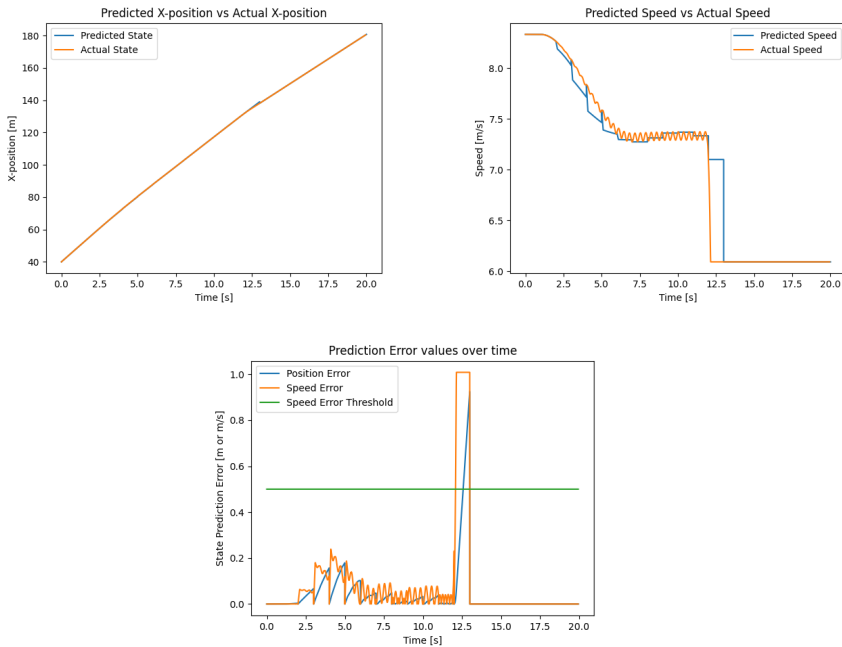 Predicted X-position vs Actual X-position
Predicted State
Actual State
X-position [m]
180
160
140
120
100
80
60
40
0.0 2.5 5.0 7.5 10.0 12.5 15.0 17.5 20.0
Time [s]
Predicted Speed vs Actual Speed
Predicted Speed
Actual Speed
Speed [m/s]
8.0
7.5
7.0
6.5
6.0
0.0 2.5 5.0 7.5 10.0 12.5 15.0 17.5 20.0
Time [s]
Prediction Error values over time
Position Error
Speed Error
Speed Error Threshold
State Prediction Error [m or m/s]
1.0
0.8
0.6
0.4
0.2
0.0
0.0 2.5 5.0 7.5 10.0 12.5 15.0 17.5 20.0
Time [s]